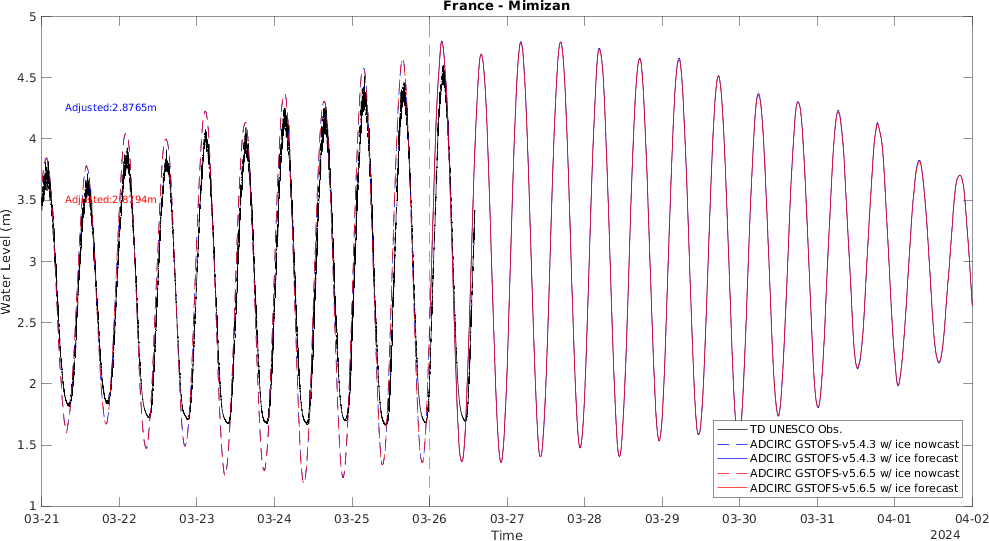 France - Mimizan
5
4.5
4
3.5
3
2.5
2
1.5
1
Water Level (m)
Adjusted:2.8765m
Adjusted:2.8794m
TD UNESCO Obs.
ADCIRC GSTOFS-v5.4.3 w/ ice nowcast
ADCIRC GSTOFS-v5.4.3 w/ ice forecast
ADCIRC GSTOFS-v5.6.5 w/ ice nowcast
ADCIRC GSTOFS-v5.6.5 w/ ice forecast
03-21 03-22 03-23 03-24 03-25 03-26 03-27 03-28 03-29 03-30 03-31 04-01 04-02
Time
2024